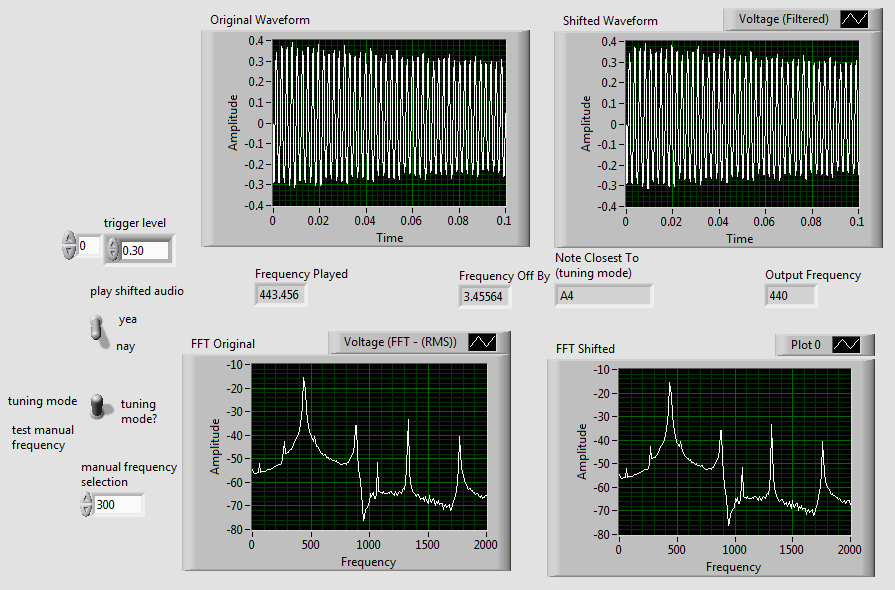 Original Waveform
Shifted Waveform
Voltage (Filtered)
0.4
0.3
0.2
0.1
0
-0.1
-0.2
-0.3
-0.4
Amplitude
0
0.02
0.04
0.06
0.08
0.1
Time
0.4
0.3
0.2
0.1
0
-0.1
-0.2
-0.3
-0.4
Amplitude
0
0.02
0.04
0.06
0.08
0.1
Time
trigger level
0
0.30
play shifted audio
yea
nay
Frequency Played
443.456
Frequency Off By
3.45564
Note Closest To
(tuning mode)
A4
Output Frequency
440
tuning mode
tuning
mode?
test manual
frequency
manual frequency
selection
300
FFT Original
Voltage (FFT - (RMS))
-10
-20
-30
-40
-50
-60
-70
-80
Amplitude
0
500
1000
1500
2000
Frequency
FFT Shifted
Plot 0
-10
-20
-30
-40
-50
-60
-70
-80
Amplitude
0
500
1000
1500
2000
Frequency